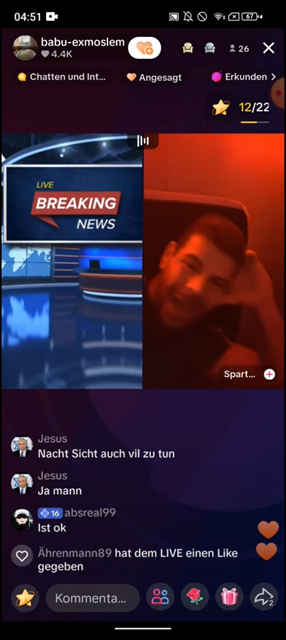 04:51
67
babu-exmoslem
4.4K
26
Chatten und Int...
Angesagt
Erkunden
12/22
LIVE
BREAKING
NEWS
Spart...
Jesus
Nacht Sicht auch vil zu tun
Jesus
Ja mann
16 absreal99
Ist ok
Ährenmann89 hat dem LIVE einen Like
gegeben
Kommenta...
2